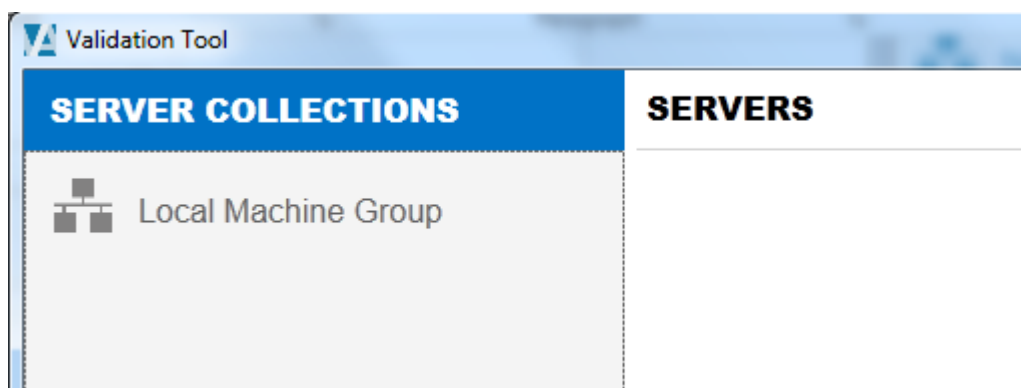 Validation Tool
SERVER COLLECTIONS
SERVERS
Local Machine Group